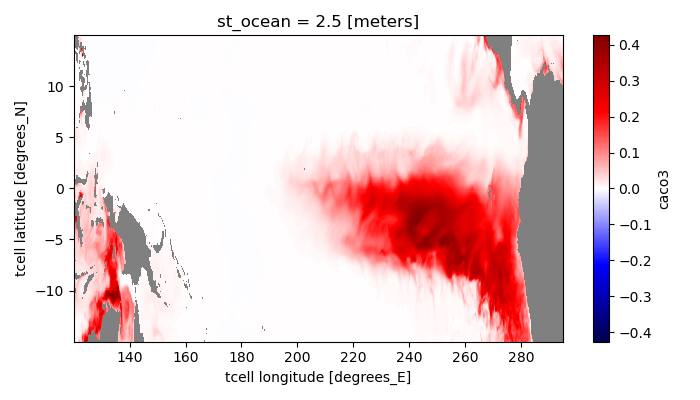 st_ocean = 2.5 [meters]
10
5
0
−5
−10
tcell latitude [degrees_N]
140 160 180 200 220 240 260 280
tcell longitude [degrees_E]
0.4
0.3
0.2
0.1
0.0
−0.1
−0.2
−0.3
−0.4
caco3